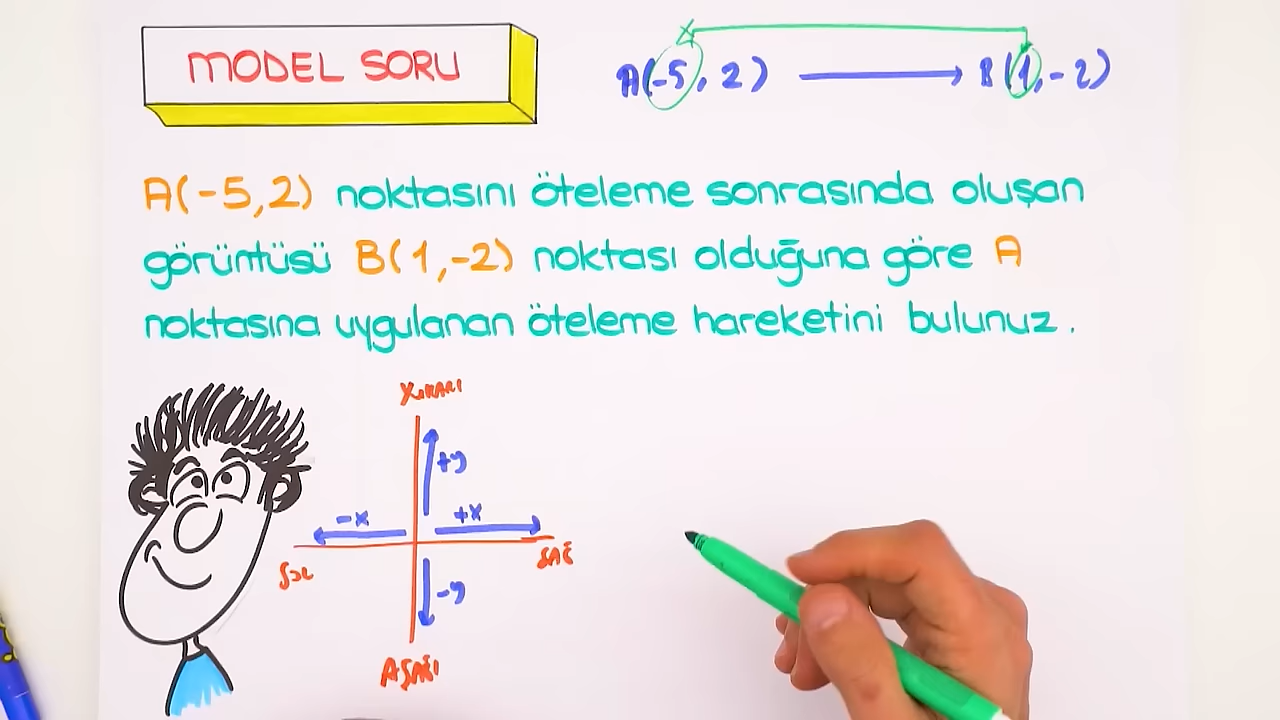 MODEL SORU
A(-5, 2) → B(1, -2)
x
A(-5,2) noktasını öteleme sonrasında oluşan
görüntüsü B(1,-2) noktası olduğuna göre A
noktasına uygulanan öteleme hareketini bulunuz.
YUKARI
+y
-x
+x
SOL
SAĞ
-y
AŞAĞI